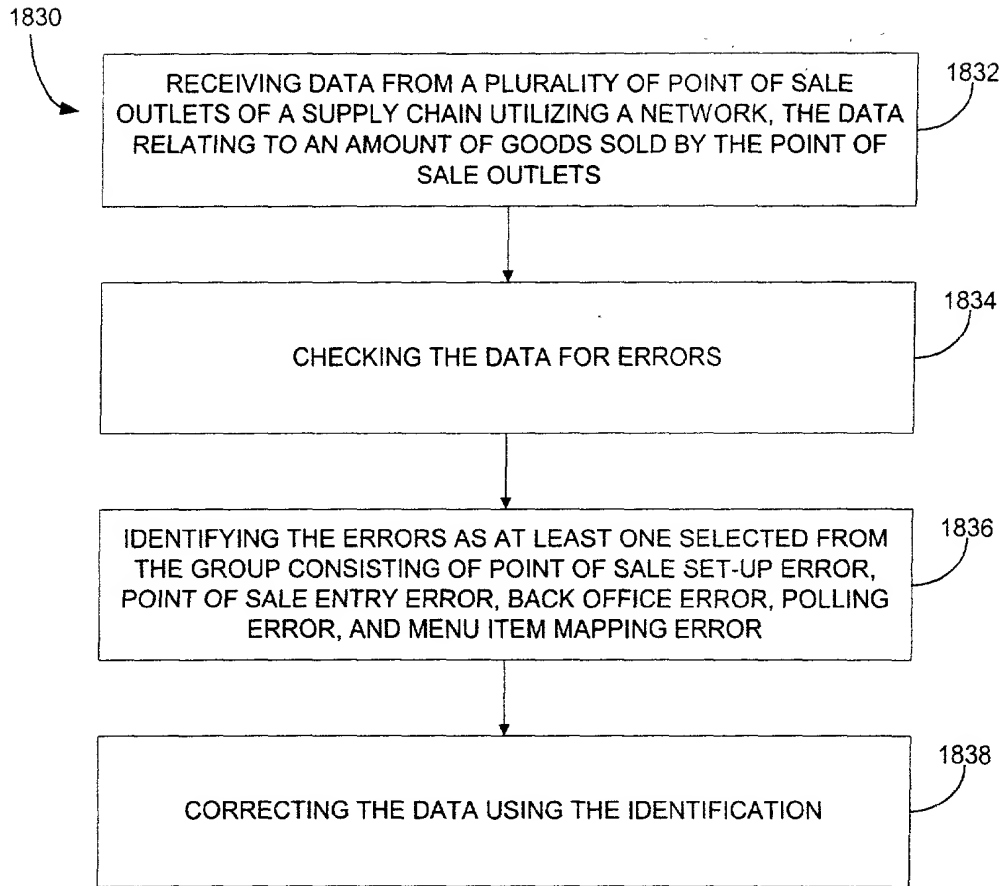 1830
RECEIVING DATA FROM A PLURALITY OF POINT OF SALE
OUTLETS OF A SUPPLY CHAIN UTILIZING A NETWORK, THE DATA
RELATING TO AN AMOUNT OF GOODS SOLD BY THE POINT OF
SALE OUTLETS
1832
CHECKING THE DATA FOR ERRORS
1834
IDENTIFYING THE ERRORS AS AT LEAST ONE SELECTED FROM
THE GROUP CONSISTING OF POINT OF SALE SET-UP ERROR,
POINT OF SALE ENTRY ERROR, BACK OFFICE ERROR, POLLING
ERROR, AND MENU ITEM MAPPING ERROR
1836
CORRECTING THE DATA USING THE IDENTIFICATION
1838